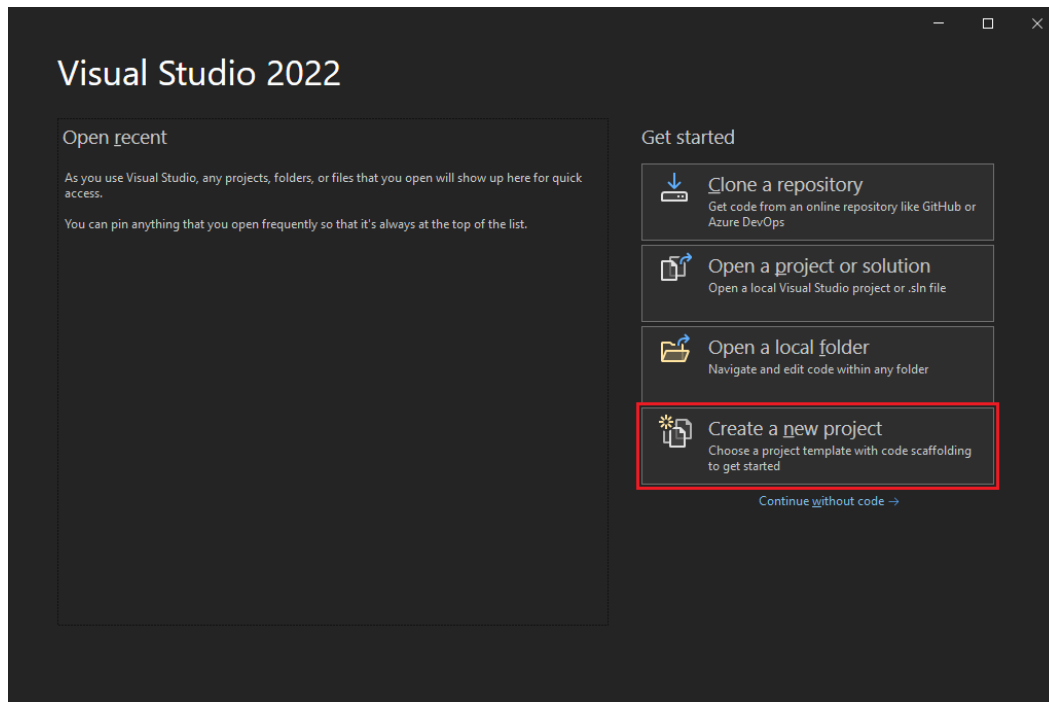 Visual Studio 2022
Open recent
As you use Visual Studio, any projects, folders, or files that you open will show up here for quick
access.
You can pin anything that you open frequently so that it's always at the top of the list.
Get started
Clone a repository
Get code from an online repository like GitHub or
Azure DevOps
Open a project or solution
Open a local Visual Studio project or .sln file
Open a local folder
Navigate and edit code within any folder
Create a new project
Choose a project template with code scaffolding
to get started
Continue without code →